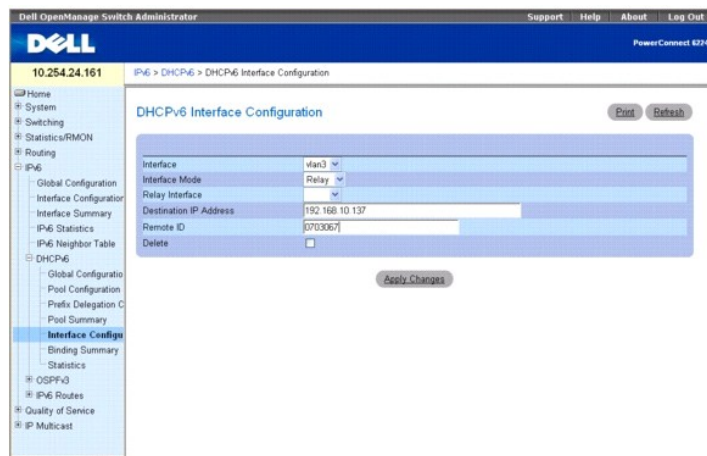 Dell OpenManage Switch Administrator Support Help About Log Out
DELL
PowerConnect 6224
10.254.24.161
IPv6 > DHCPv6 > DHCPv6 Interface Configuration
Home
System
Switching
Statistics/RMON
Routing
IPv6
Global Configuration
Interface Configuration
Interface Summary
IPv6 Statistics
IPv6 Neighbor Table
DHCPv6
Global Configuratio
Pool Configuration
Prefix Delegation C
Pool Summary
Interface Configu
Binding Summary
Statistics
OSPFv3
IPv6 Routes
Quality of Service
IP Multicast
DHCPv6 Interface Configuration
Print Refresh
Interface vlan3
Interface Mode Relay
Relay Interface
Destination IP Address 192.168.10.137
Remote ID 0703067
Delete
Apply Changes